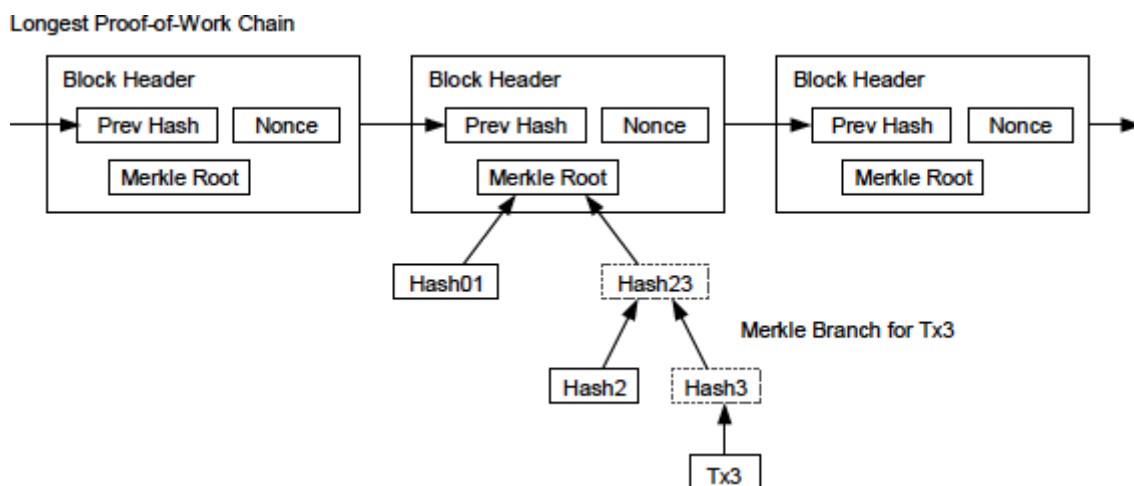 Longest Proof-of-Work Chain
Block Header
Prev Hash
Nonce
Merkle Root
Block Header
Prev Hash
Nonce
Merkle Root
Block Header
Prev Hash
Nonce
Merkle Root
Hash01
Hash23
Merkle Branch for Tx3
Hash2
Hash3
Tx3